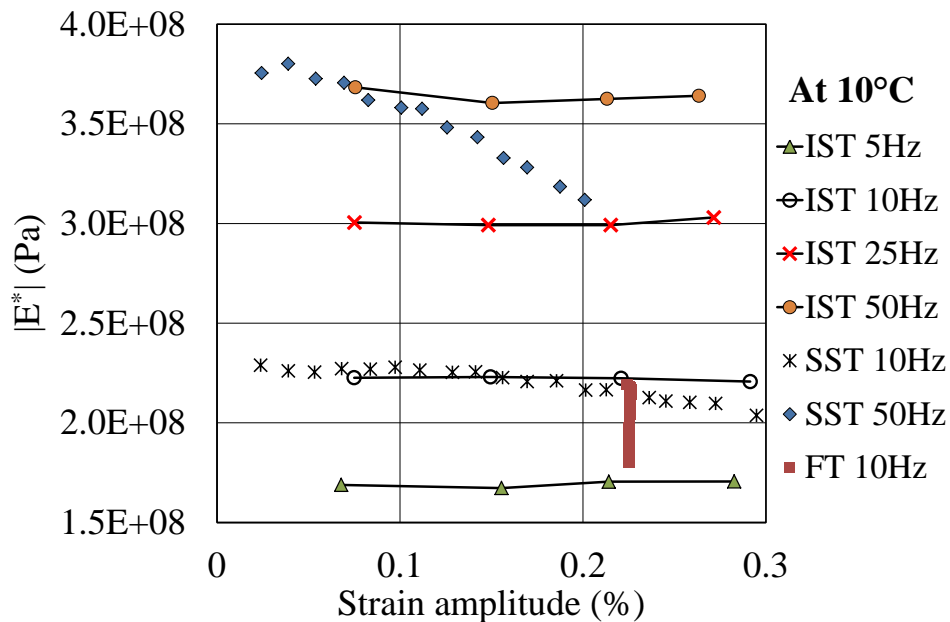 4.0E+08
3.5E+08
3.0E+08
2.5E+08
2.0E+08
1.5E+08
|E*| (Pa)
0
0.1
0.2
0.3
Strain amplitude (%)
At 10°C
IST 5Hz
IST 10Hz
IST 25Hz
IST 50Hz
SST 10Hz
SST 50Hz
FT 10Hz